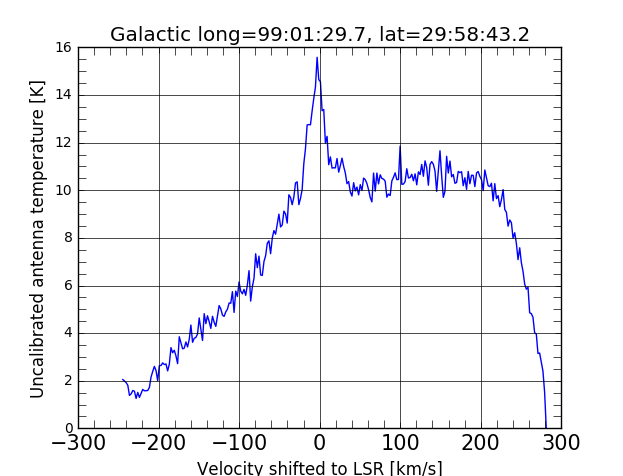 Galactic long=99:01:29.7, lat=29:58:43.2
16
14
12
10
8
6
4
2
0
Uncalibrated antenna temperature [K]
−300 −200 −100 0 100 200 300
Velocity shifted to LSR [km/s]